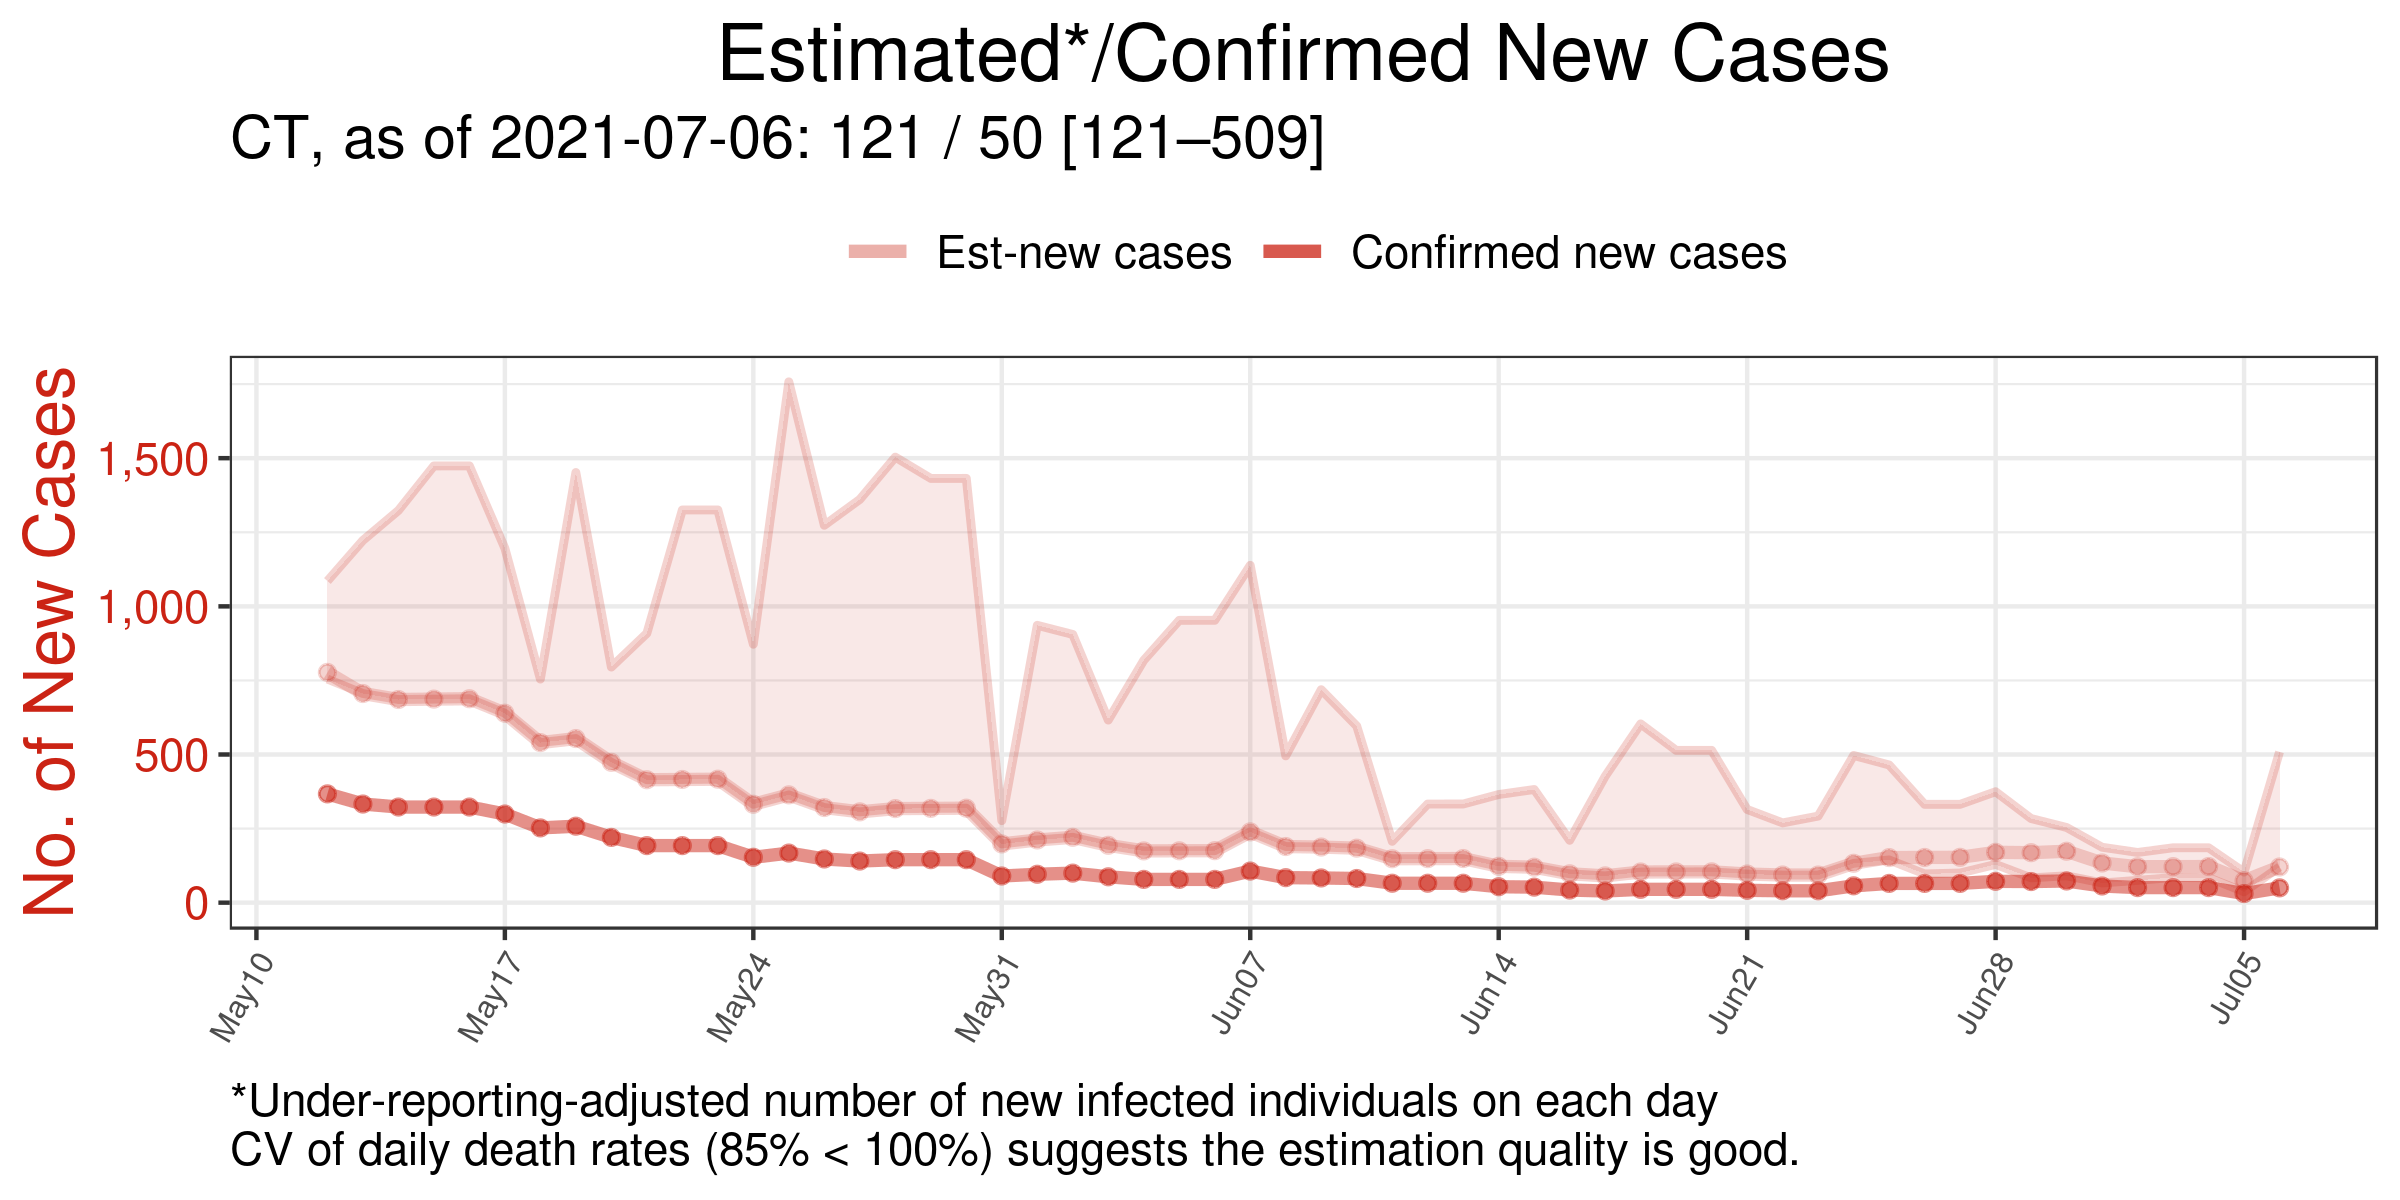 Estimated*/Confirmed New Cases
CT, as of 2021-07-06: 121 / 50 [121–509]
Est-new cases
Confirmed new cases
No. of New Cases
1,500
1,000
500
0
May10
May17
May24
May31
Jun07
Jun14
Jun21
Jun28
Jul05
*Under-reporting-adjusted number of new infected individuals on each day
CV of daily death rates (85% < 100%) suggests the estimation quality is good.